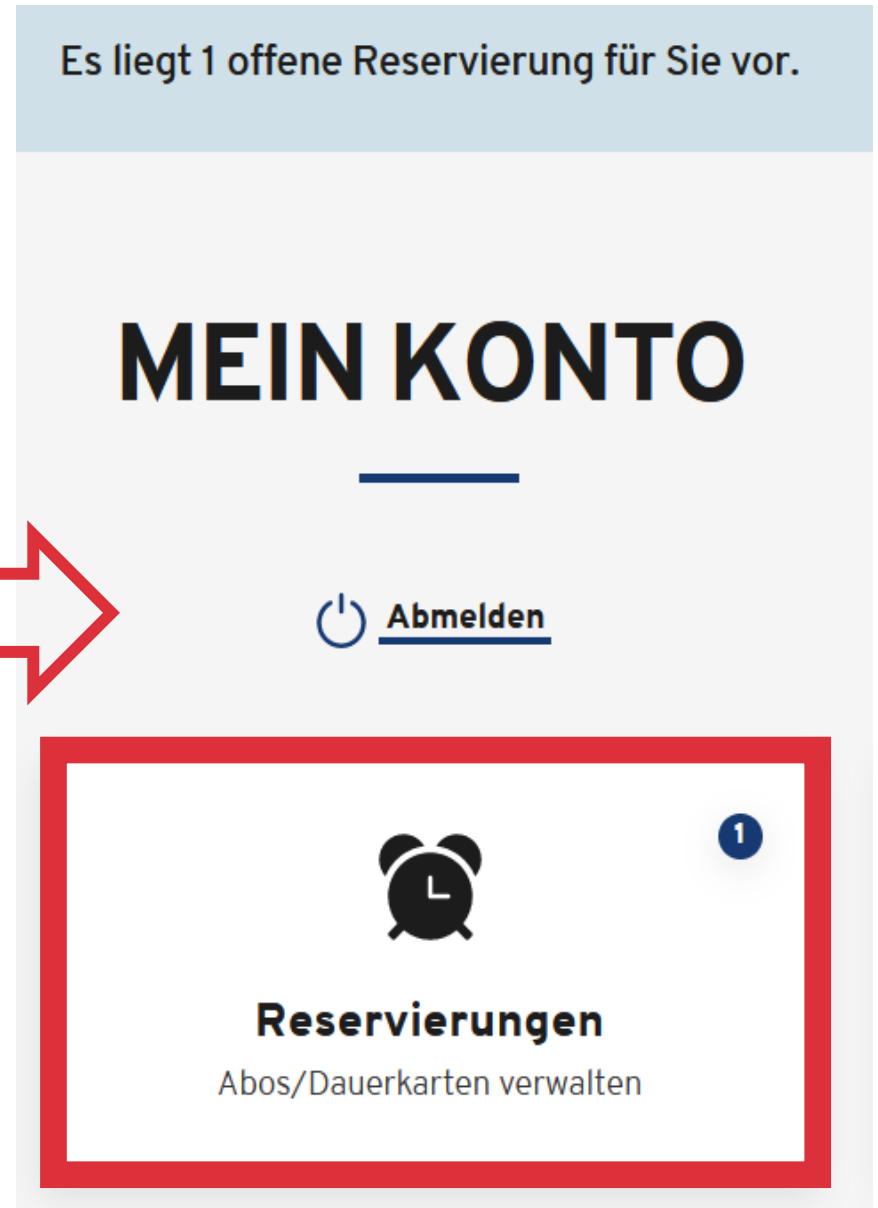 Es liegt 1 offene Reservierung für Sie vor.
MEIN KONTO
Abmelden
1
Reservierungen
Abos/Dauerkarten verwalten